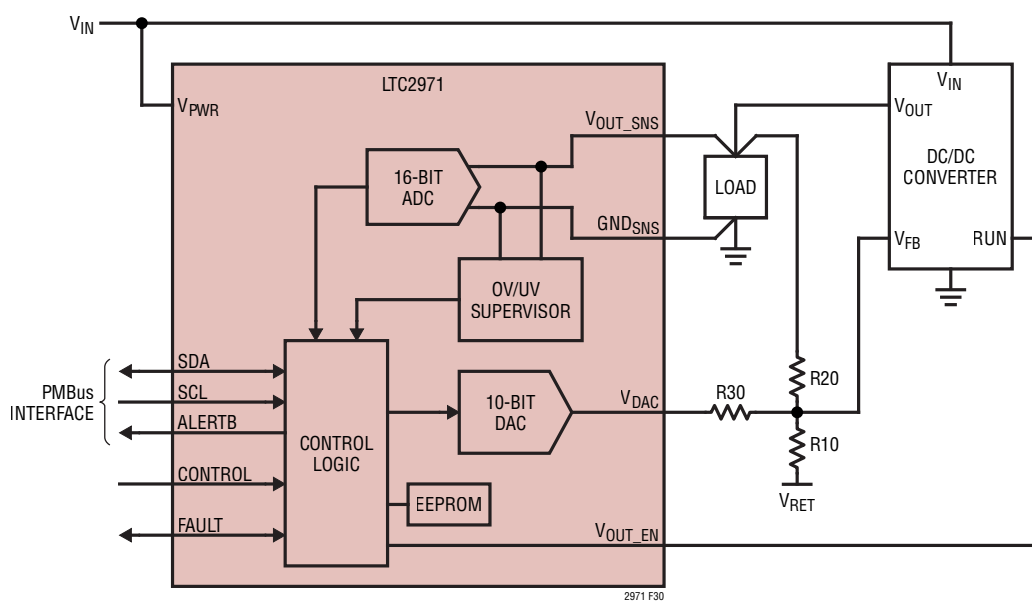 VIN
LTC2971
VPWR
VIN
VOUT
VOUT_SNS
DC/DC
CONVERTER
16-BIT
ADC
LOAD
GNDSNS
VFB
RUN
OV/UV
SUPERVISOR
SDA
PMBus
INTERFACE
SCL
ALERTB
CONTROL
LOGIC
10-BIT
DAC
VDAC
R30
R20
R10
VRET
CONTROL
EEPROM
FAULT
VOUT_EN
2971 F30